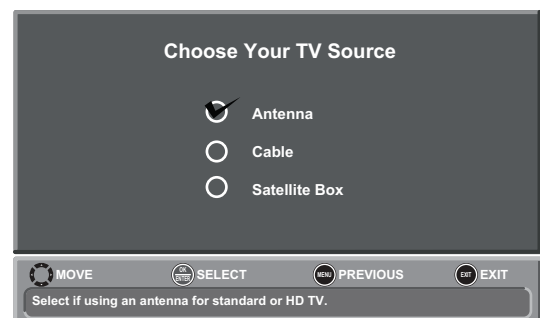 Choose Your TV Source
Antenna
Cable
Satellite Box
MOVE OK ENTER SELECT MENU PREVIOUS EXIT EXIT
Select if using an antenna for standard or HD TV.